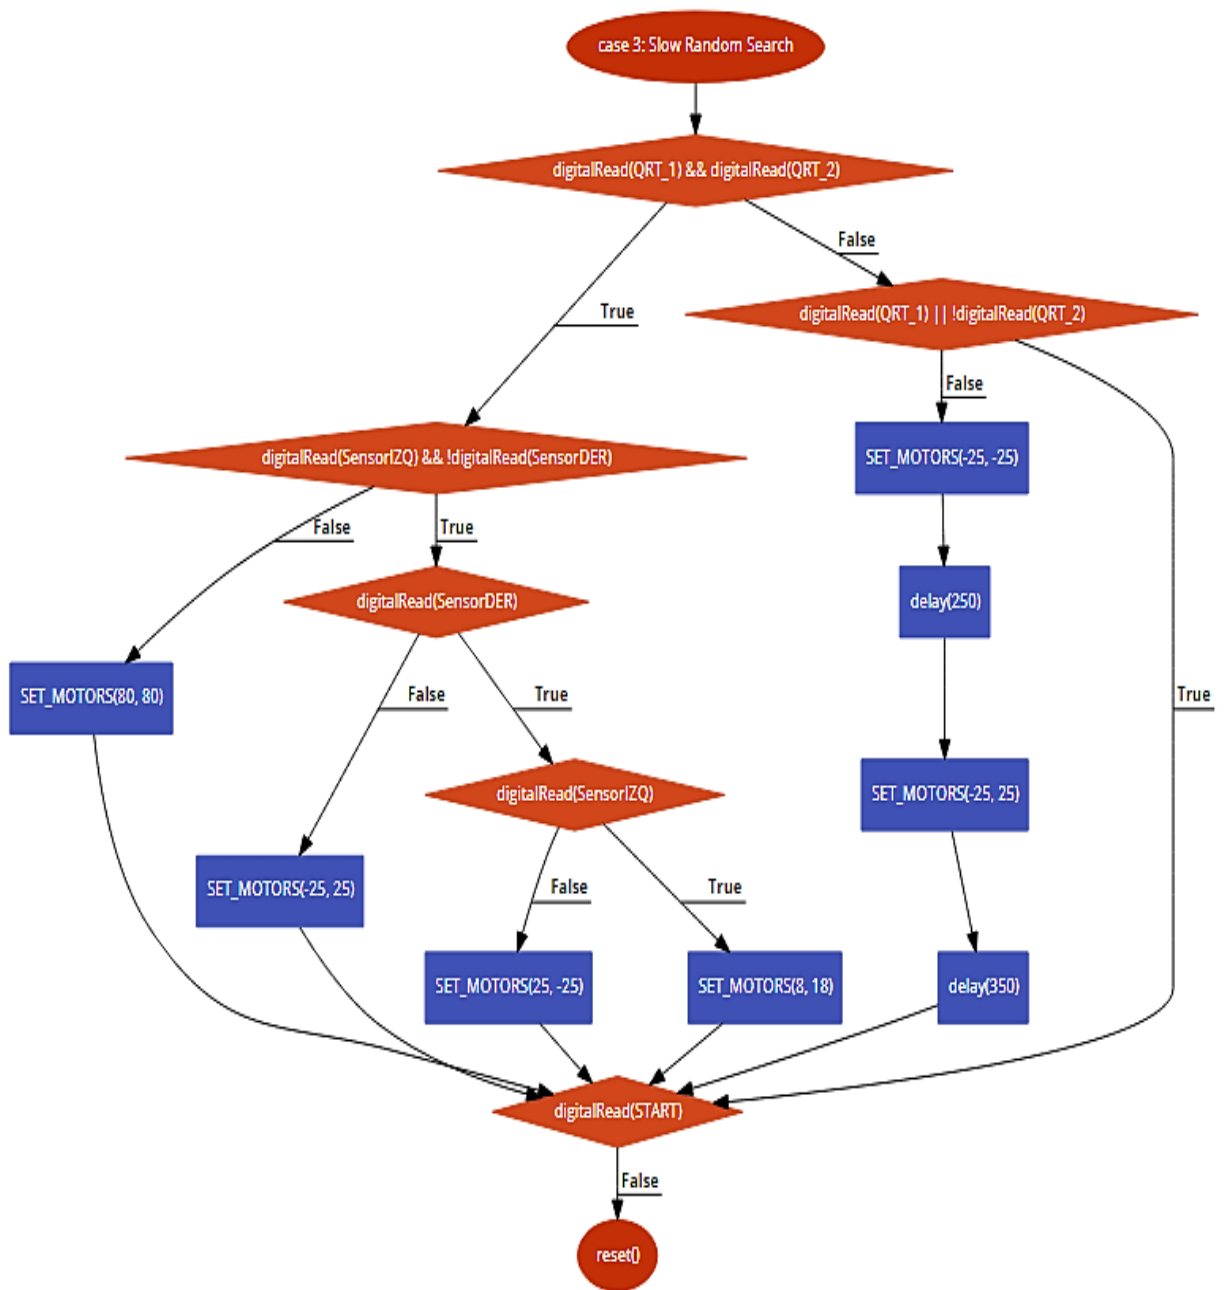 case 3: Slow Random Search
digitalRead(QRT_1) && digitalRead(QRT_2)
False
True
digitalRead(QRT_1) || !digitalRead(QRT_2)
False
digitalRead(SensorIZQ) && !digitalRead(SensorDER)
SET_MOTORS(-25, -25)
False
True
digitalRead(SensorDER)
delay(250)
SET_MOTORS(80, 80)
False
True
True
digitalRead(SensorIZQ)
SET_MOTORS(-25, 25)
SET_MOTORS(-25, 25)
False
True
SET_MOTORS(25, -25)
SET_MOTORS(8, 18)
delay(350)
digitalRead(START)
False
reset()